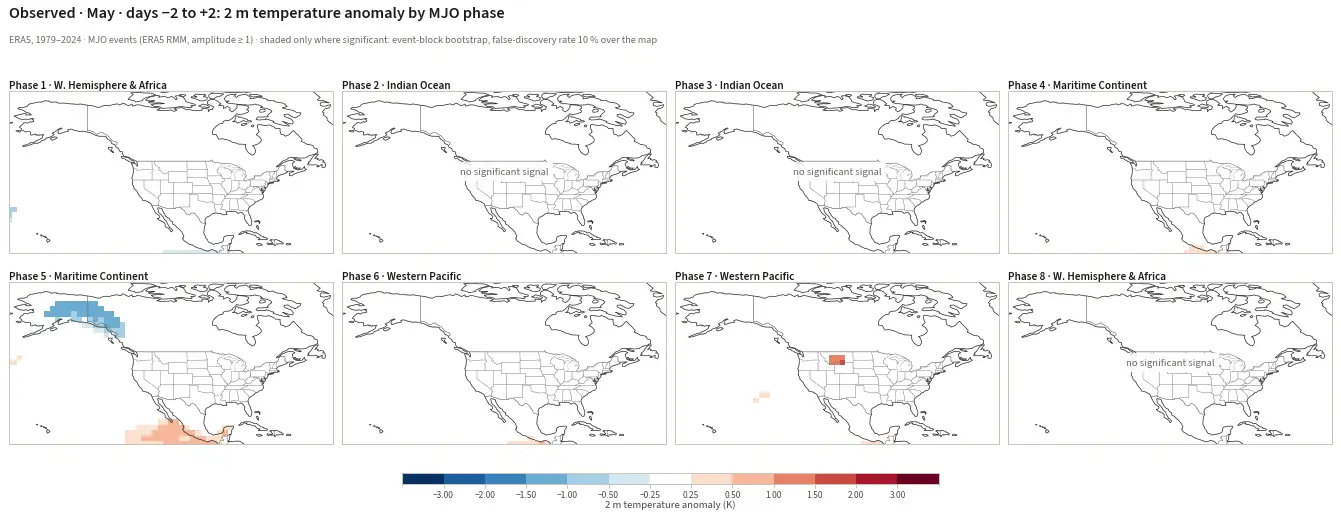 Observed · May · days −2 to +2: 2 m temperature anomaly by MJO phase
ERA5, 1979–2024 · MJO events (ERA5 RMM, amplitude ≥ 1) · shaded only where significant: event-block bootstrap, false-discovery rate 10 % over the map
Phase 1 · W. Hemisphere & Africa
Phase 2 · Indian Ocean
Phase 3 · Indian Ocean
Phase 4 · Maritime Continent
no significant signal
no significant signal
Phase 5 · Maritime Continent
Phase 6 · Western Pacific
Phase 7 · Western Pacific
Phase 8 · W. Hemisphere & Africa
no significant signal
−3.00 −2.00 −1.50 −1.00 −0.50 −0.25 0.25 0.50 1.00 1.50 2.00 3.00
2 m temperature anomaly (K)